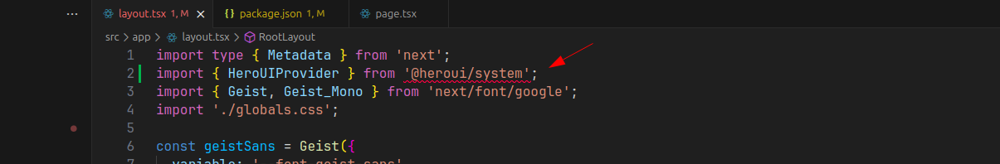 ··· layout.tsx 1, M × {} package.json 1, M page.tsx
src > app > layout.tsx > RootLayout
1 import type { Metadata } from 'next';
2 import { HeroUIProvider } from '@heroui/system';
3 import { Geist, Geist_Mono } from 'next/font/google';
4 import './globals.css';
5
6 const geistSans = Geist({
7 variable: '--font-geist-sans'